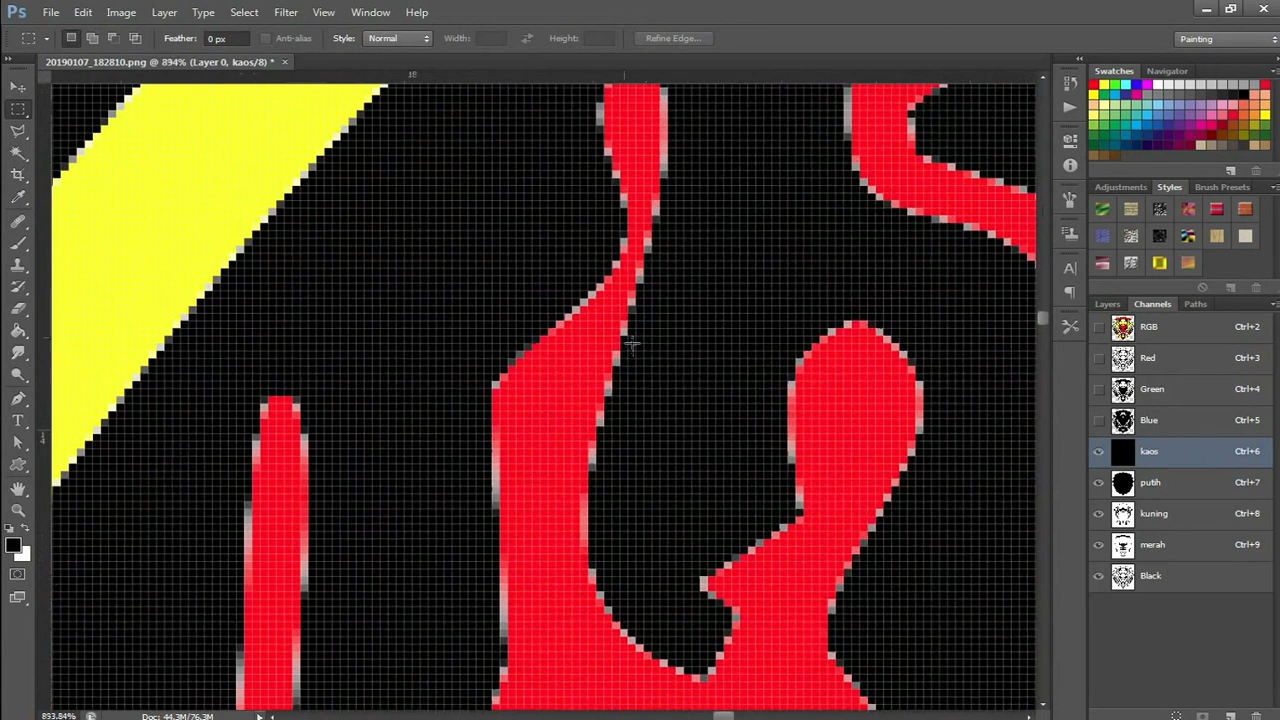 Ps File Edit Image Layer Type Select Filter View Window Help
Feather: 0 px Anti-alias Style: Normal Width: Height: Refine Edge... Painting
20190107_182810.png @ 894% (Layer 0, kaos/8) *
Swatches Navigator
Adjustments Styles Brush Presets
Layers Channels Paths
RGB Ctrl+2
Red Ctrl+3
Green Ctrl+4
Blue Ctrl+5
kaos Ctrl+6
putih Ctrl+7
kuning Ctrl+8
merah Ctrl+9
Black
893.84% Doc: 44.3M/76.3M